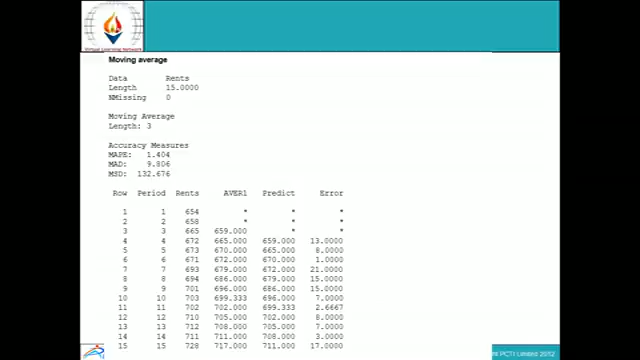 Virtual Learning Network
Moving average
Data Rents
Length 15.0000
NMissing 0
Moving Average
Length: 3
Accuracy Measures
MAPE: 1.404
MAD: 9.806
MSD: 132.676
Row Period Rents AVER1 Predict Error
1 1 654 * * *
2 2 658 * * *
3 3 665 659.000 * *
4 4 672 665.000 659.000 13.0000
5 5 673 670.000 665.000 8.0000
6 6 671 672.000 670.000 1.0000
7 7 693 679.000 672.000 21.0000
8 8 694 686.000 679.000 15.0000
9 9 701 696.000 686.000 15.0000
10 10 703 699.333 696.000 7.0000
11 11 702 702.000 699.333 2.6667
12 12 710 705.000 702.000 8.0000
13 13 712 708.000 705.000 7.0000
14 14 711 711.000 708.000 3.0000
15 15 728 717.000 711.000 17.0000
PCTI Limited 2012